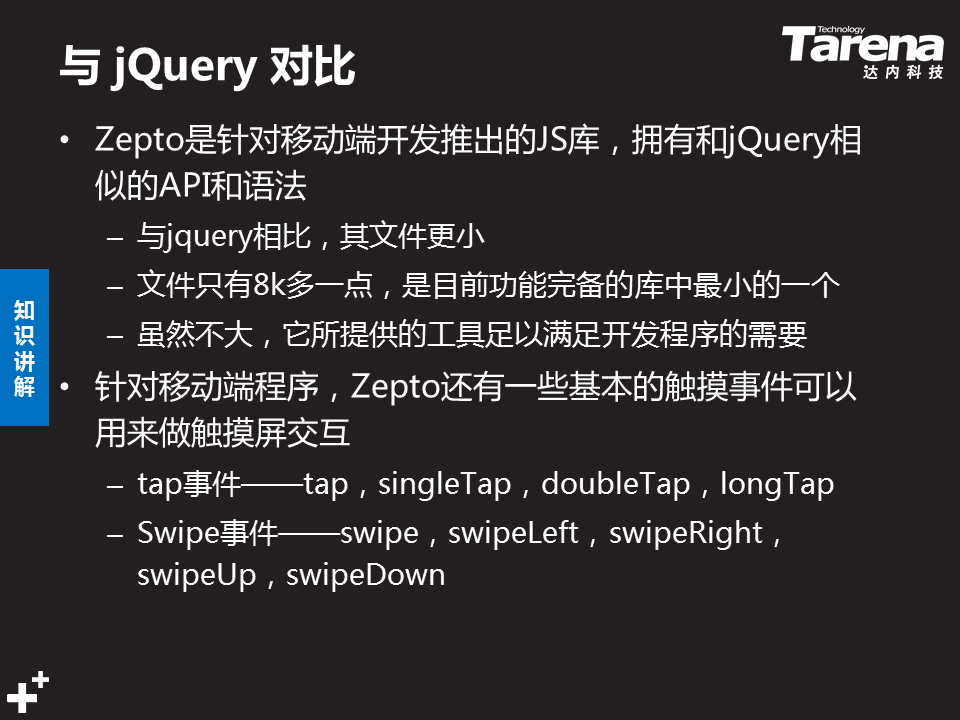 与 jQuery 对比
Technology
Tarena
达内科技
• Zepto是针对移动端开发推出的JS库，拥有和jQuery相
似的API和语法
– 与jquery相比，其文件更小
– 文件只有8k多一点，是目前功能完备的库中最小的一个
– 虽然不大，它所提供的工具足以满足开发程序的需要
知识讲解
• 针对移动端程序，Zepto还有一些基本的触摸事件可以
用来做触摸屏交互
– tap事件——tap，singleTap，doubleTap，longTap
– Swipe事件——swipe，swipeLeft，swipeRight，
swipeUp，swipeDown